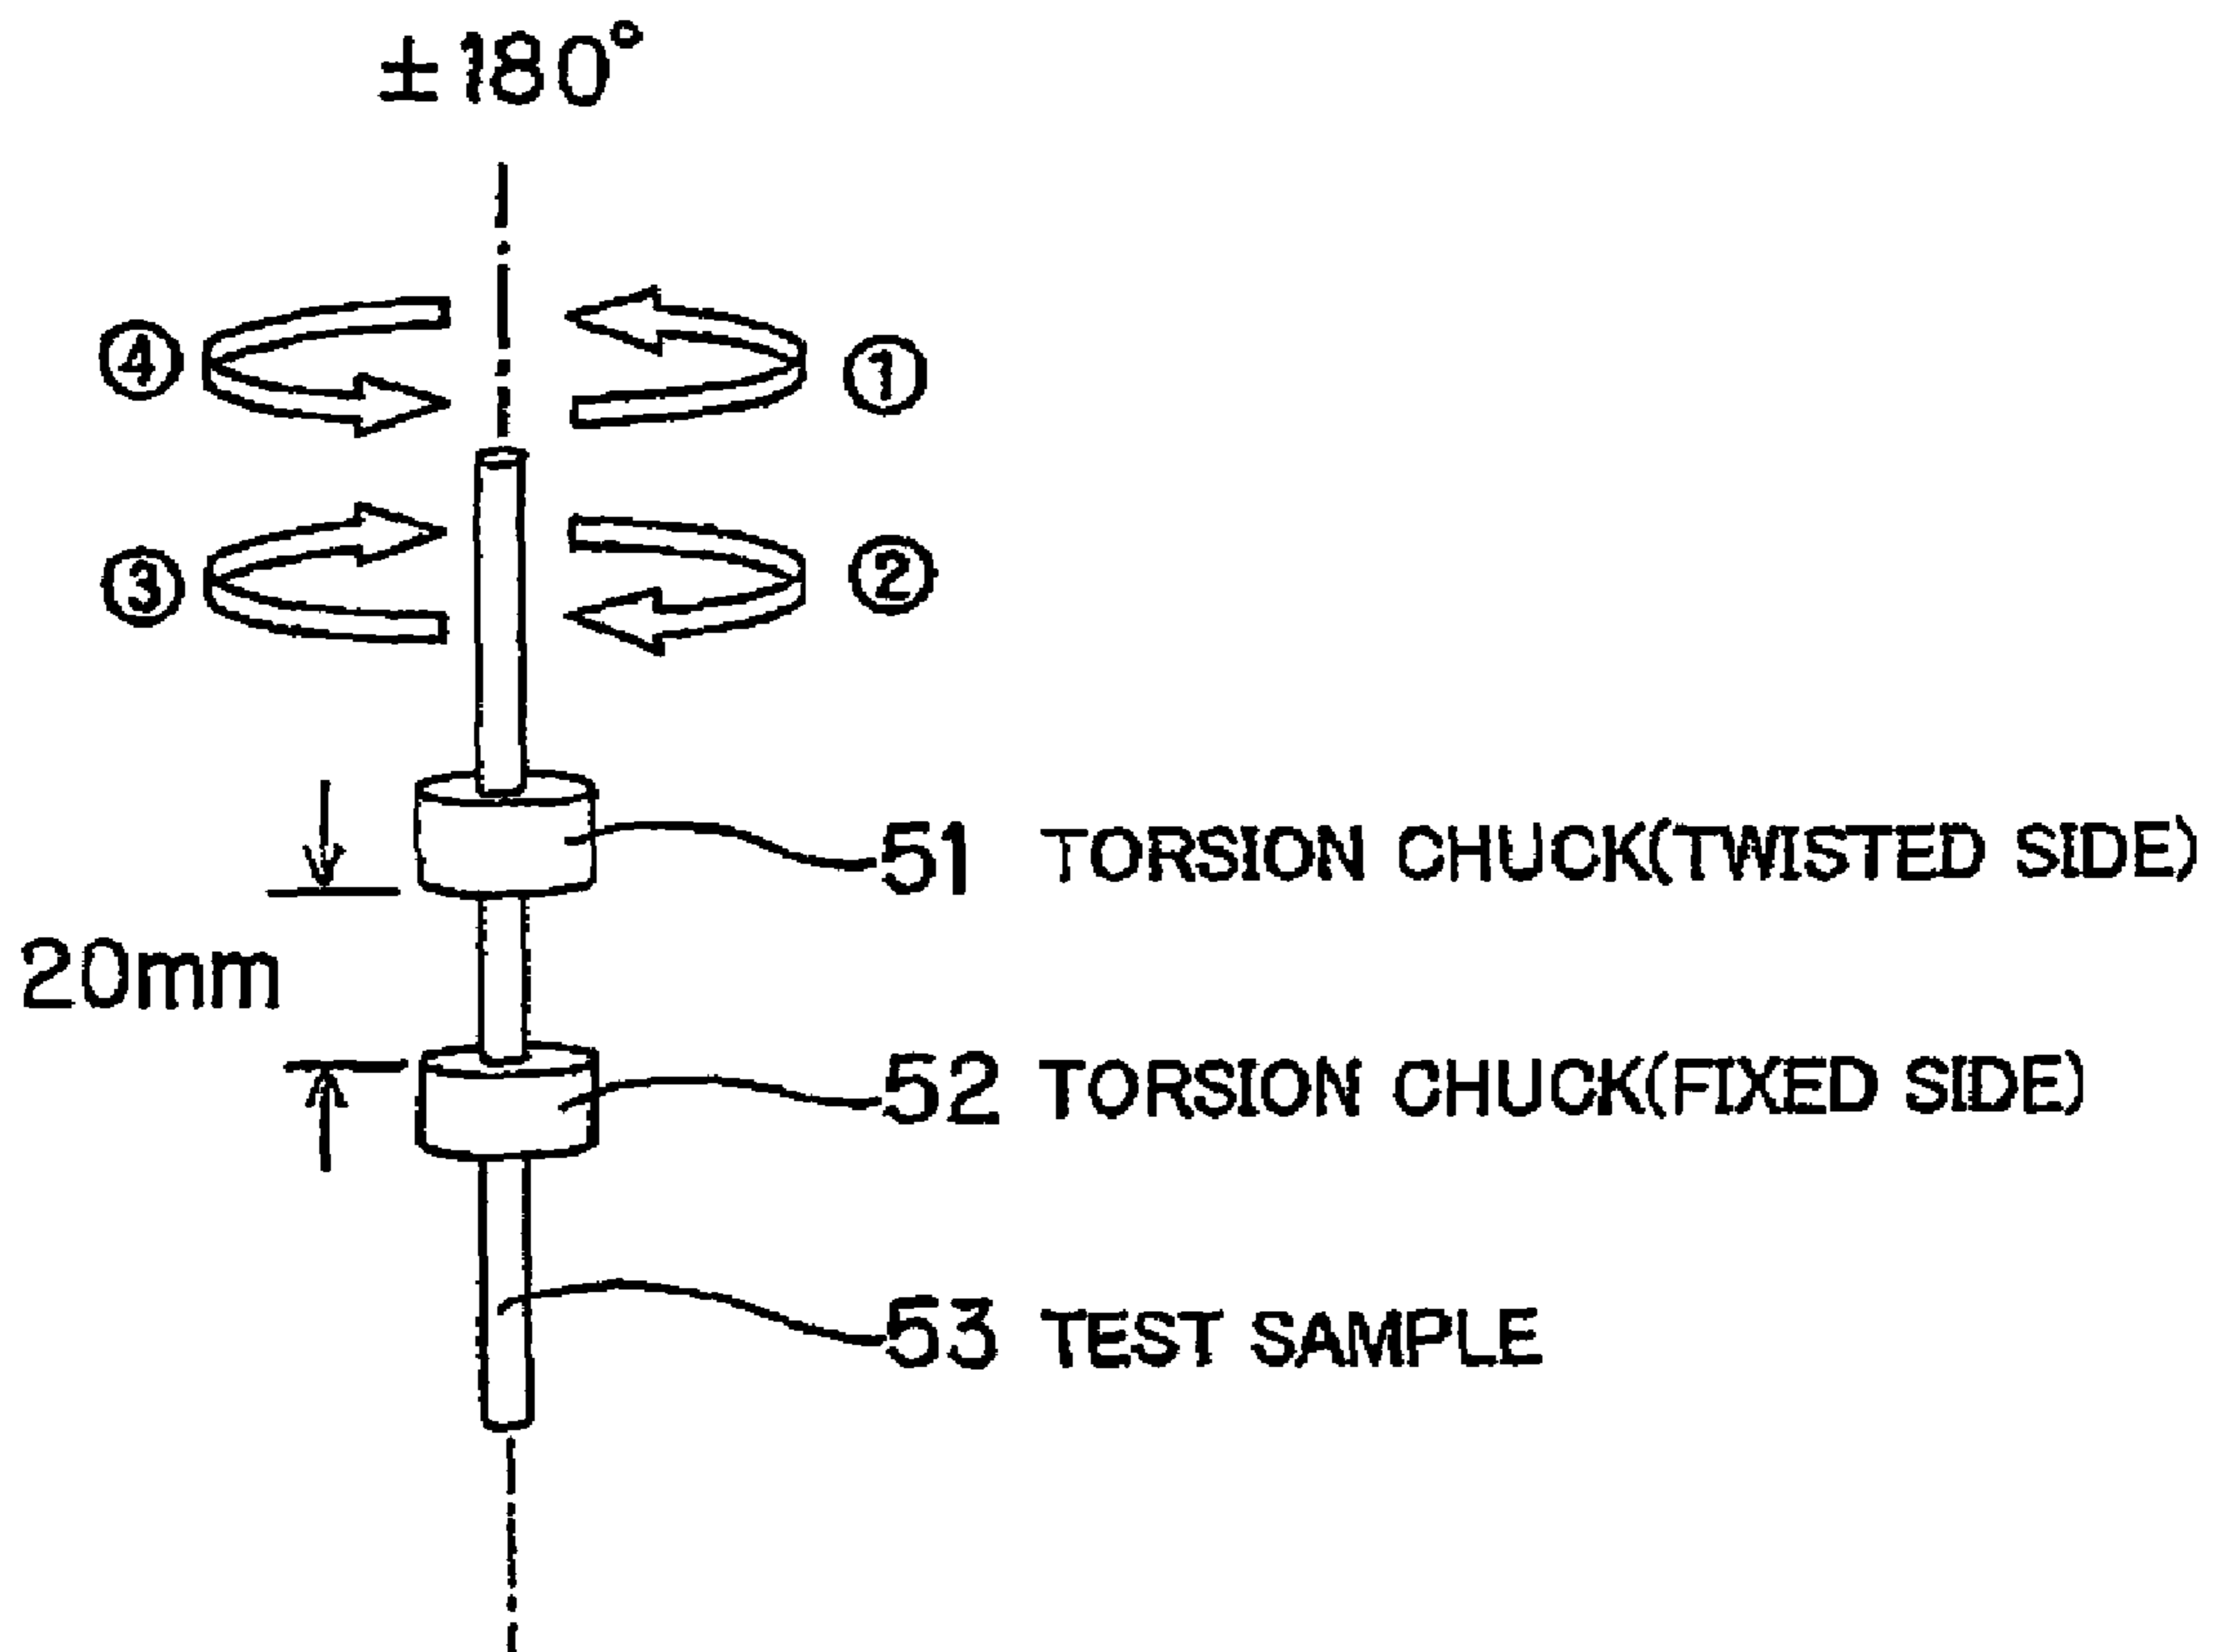 ±180°
④ ①
③ ②
51 TORSION CHUCK(TWISTED SIDE)
20mm
52 TORSION CHUCK(FIXED SIDE)
53 TEST SAMPLE